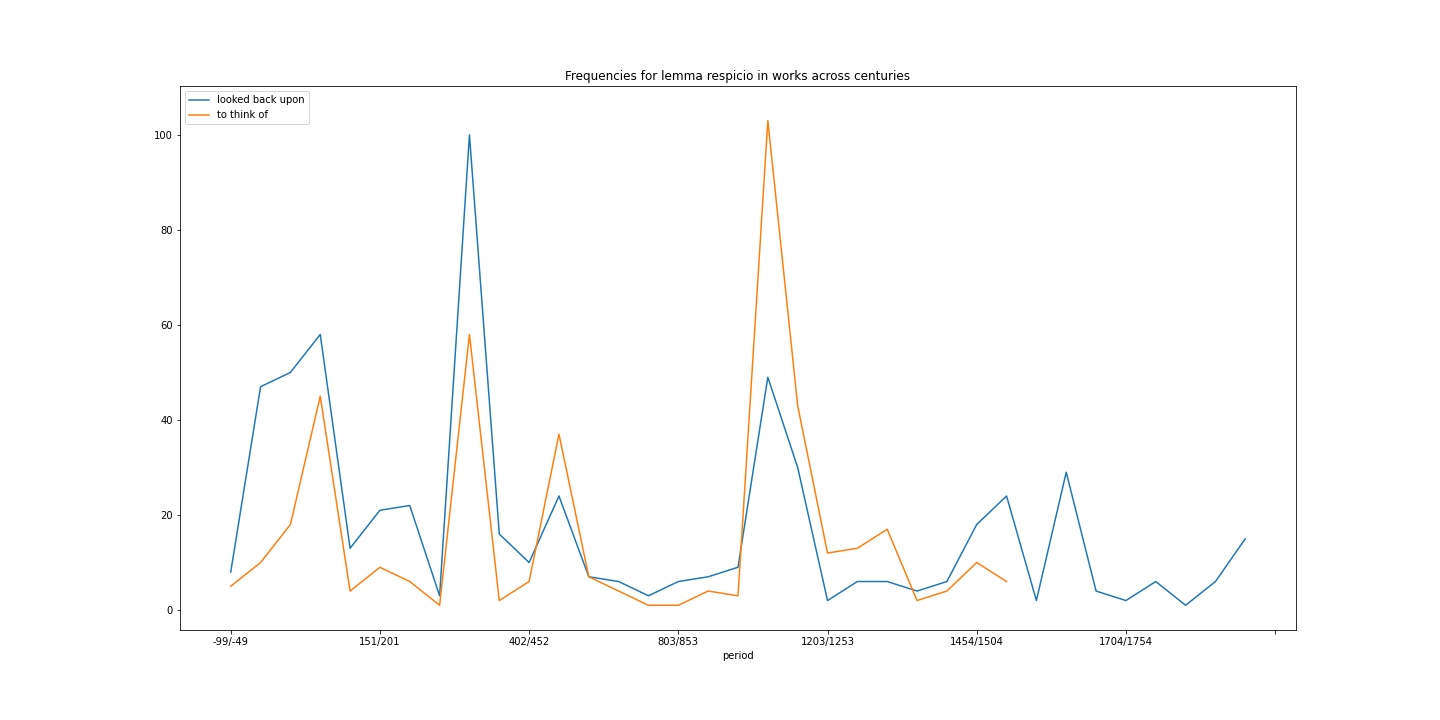 Frequencies for lemma respicio in works across centuries
looked back upon
to think of
100
80
60
40
20
0
-99/-49 151/201 402/452 803/853 1203/1253 1454/1504 1704/1754
period